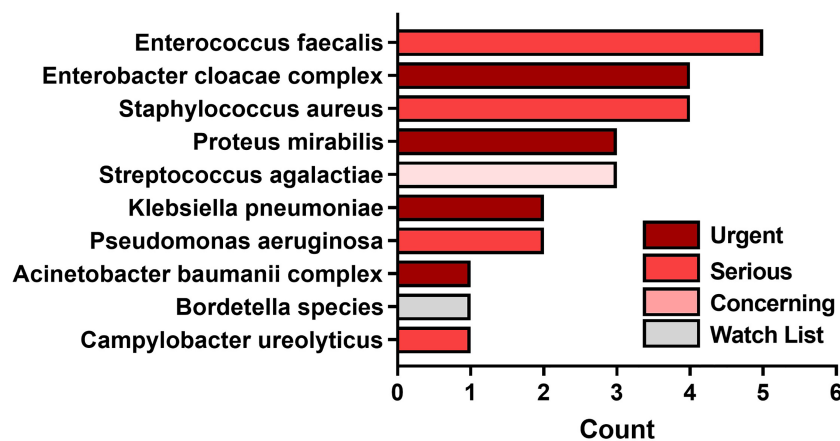 Enterococcus faecalis
Enterobacter cloacae complex
Staphylococcus aureus
Proteus mirabilis
Streptococcus agalactiae
Klebsiella pneumoniae
Pseudomonas aeruginosa
Acinetobacter baumanii complex
Bordetella species
Campylobacter ureolyticus
Urgent
Serious
Concerning
Watch List
0 1 2 3 4 5 6
Count